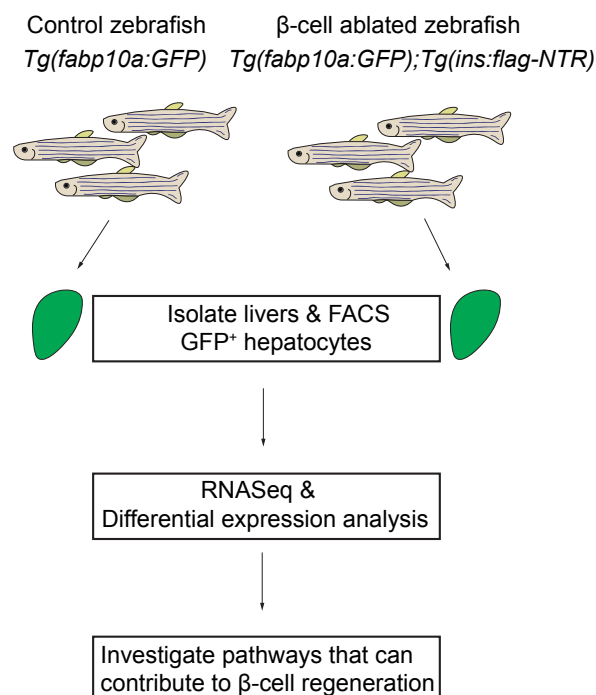 Control zebrafish
Tg(fabp10a:GFP)
β-cell ablated zebrafish
Tg(fabp10a:GFP);Tg(ins:flag-NTR)
Isolate livers & FACS
GFP⁺ hepatocytes
RNASeq &
Differential expression analysis
Investigate pathways that can
contribute to β-cell regeneration